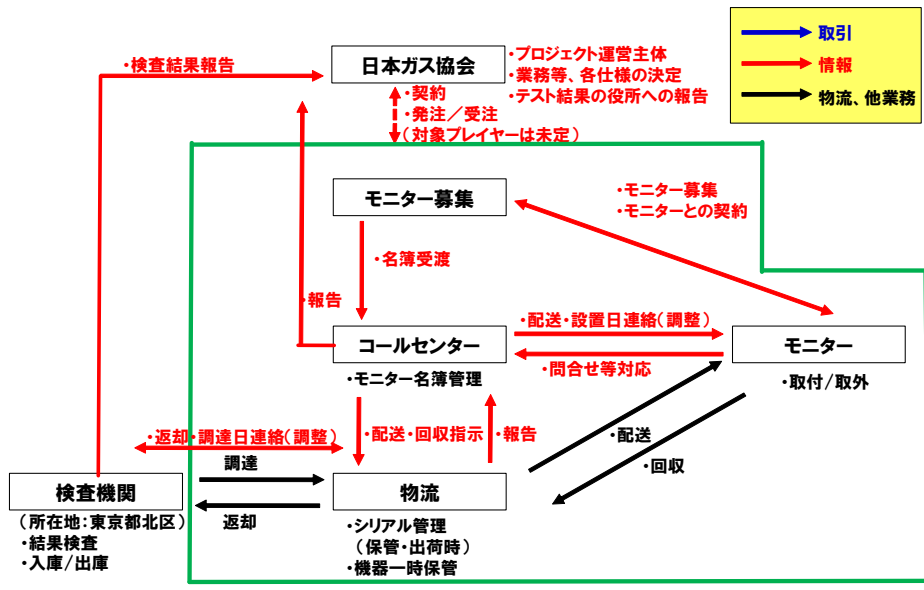 取引
情報
物流、他業務
・検査結果報告
日本ガス協会
・プロジェクト運営主体
・業務等、各仕様の決定
・テスト結果の役所への報告
・契約
・発注／受注
（対象プレイヤーは未定）
モニター募集
・モニター募集
・モニターとの契約
・名簿受渡
・報告
コールセンター
・モニター名簿管理
・配送・設置日連絡（調整）
・問合せ等対応
モニター
・取付/取外
・返却・調達日連絡（調整）
・配送・回収指示
・報告
・配送
・回収
調達
返却
検査機関
（所在地：東京都北区）
・結果検査
・入庫/出庫
物流
・シリアル管理
（保管・出荷時）
・機器一時保管